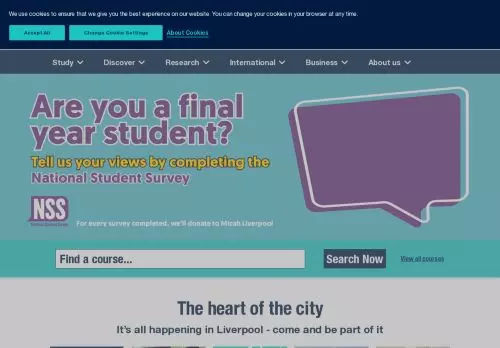 We use cookies to ensure that we give you the best experience on our website. You can change your cookies in your browser at any time.
Accept All Change Cookie Settings About Cookies
Study Discover Research International Business About us
Are you a final
year student?
Tell us your views by completing the
National Student Survey
NSS
For every survey completed, we'll donate to Micah Liverpool
Find a course... Search Now View all courses
The heart of the city
It's all happening in Liverpool - come and be part of it